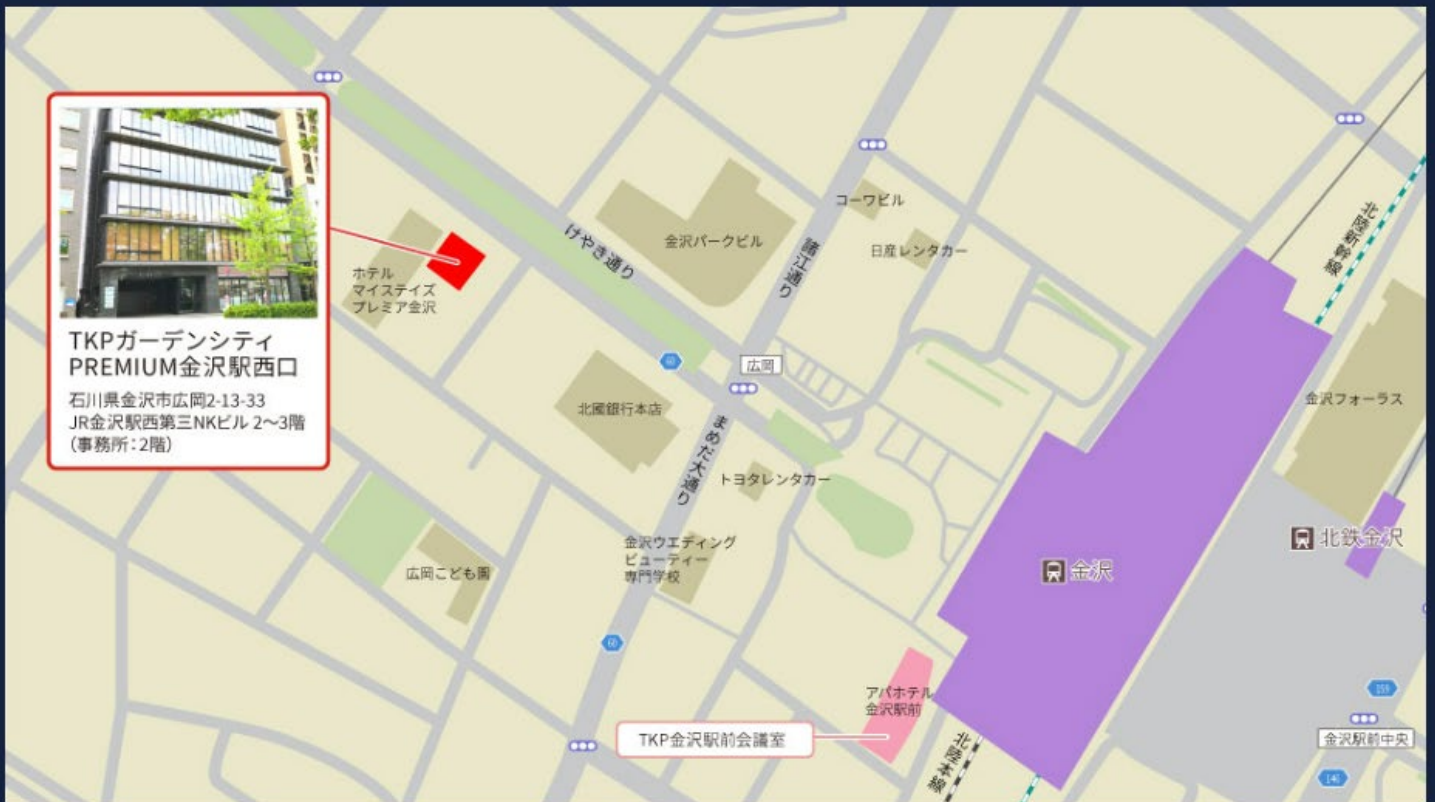 TKPガーデンシティ
PREMIUM金沢駅西口
石川県金沢市広岡2-13-33
JR金沢駅西第三NKビル 2〜3階
(事務所：2階)
ホテル
マイステイズ
プレミア金沢
けやき通り
金沢パークビル
諸江通り
コーワビル
日産レンタカー
北陸新幹線
60
広岡
北國銀行本店
まめだ大通り
トヨタレンタカー
金沢フォーラス
金沢ウエディング
ビューティー
専門学校
広岡こども園
北鉄金沢
金沢
60
アパホテル
金沢駅前
TKP金沢駅前会議室
北陸本線
159
金沢駅前中央
146